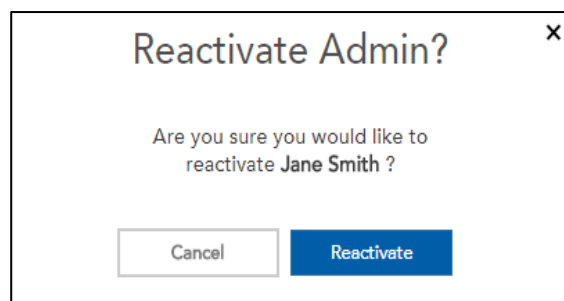 Reactivate Admin?
Are you sure you would like to
reactivate Jane Smith ?
Cancel Reactivate